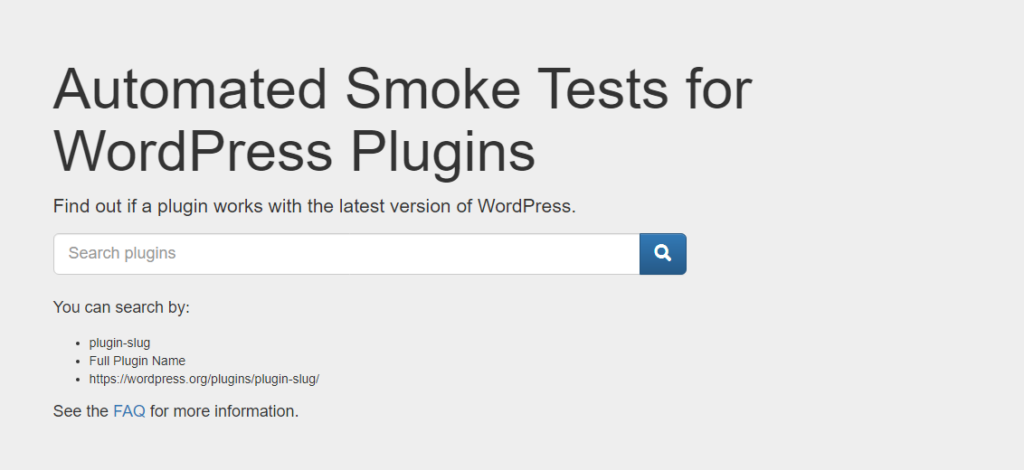 Automated Smoke Tests for
WordPress Plugins
Find out if a plugin works with the latest version of WordPress.
Search plugins
You can search by:
• plugin-slug
• Full Plugin Name
• https://wordpress.org/plugins/plugin-slug/
See the FAQ for more information.